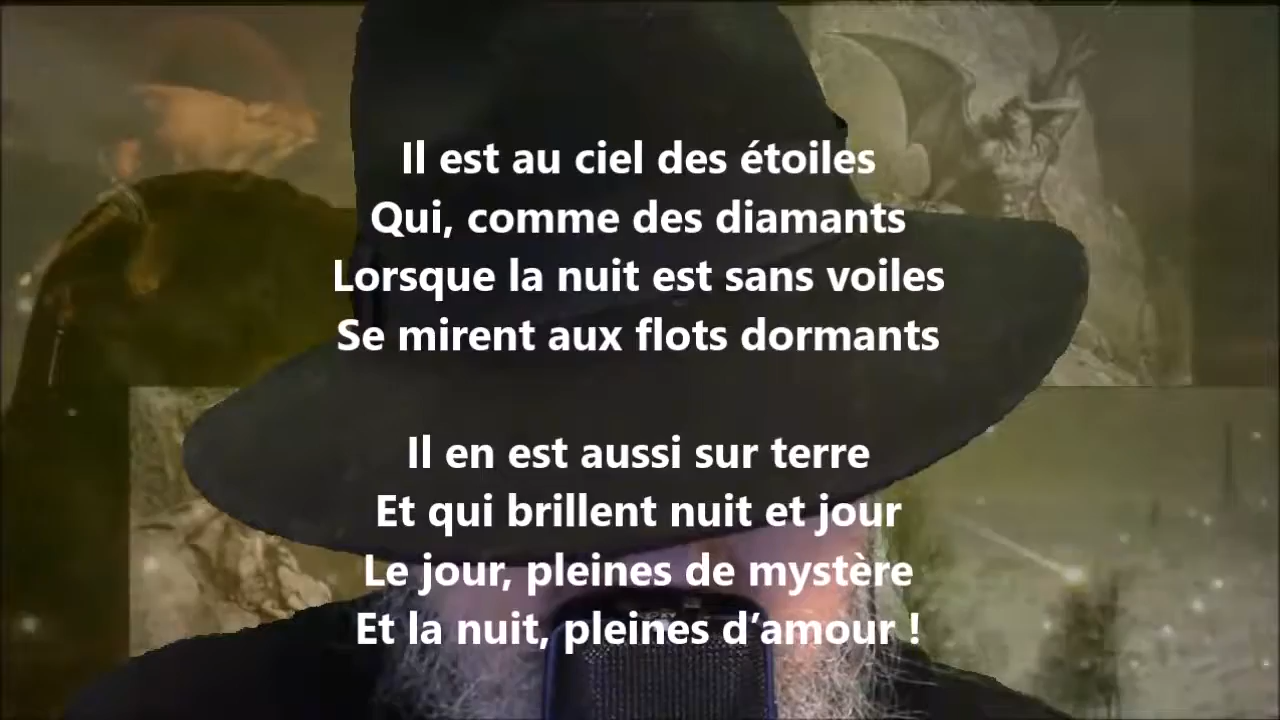 Il est au ciel des étoiles
Qui, comme des diamants
Lorsque la nuit est sans voiles
Se mirent aux flots dormants
Il en est aussi sur terre
Et qui brillent nuit et jour
Le jour, pleines de mystère
Et la nuit, pleines d’amour !